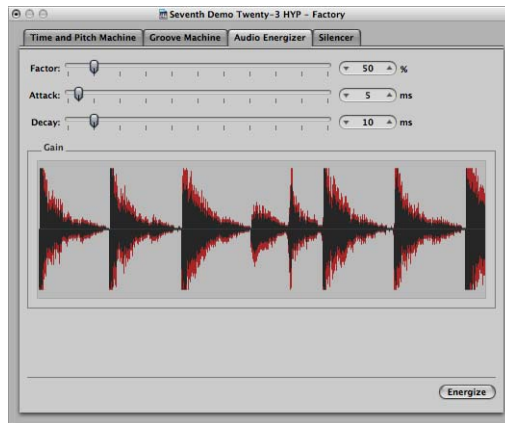 Seventh Demo Twenty-3 HYP – Factory
Time and Pitch Machine Groove Machine Audio Energizer Silencer
Factor: 50 %
Attack: 5 ms
Decay: 10 ms
Gain
Energize